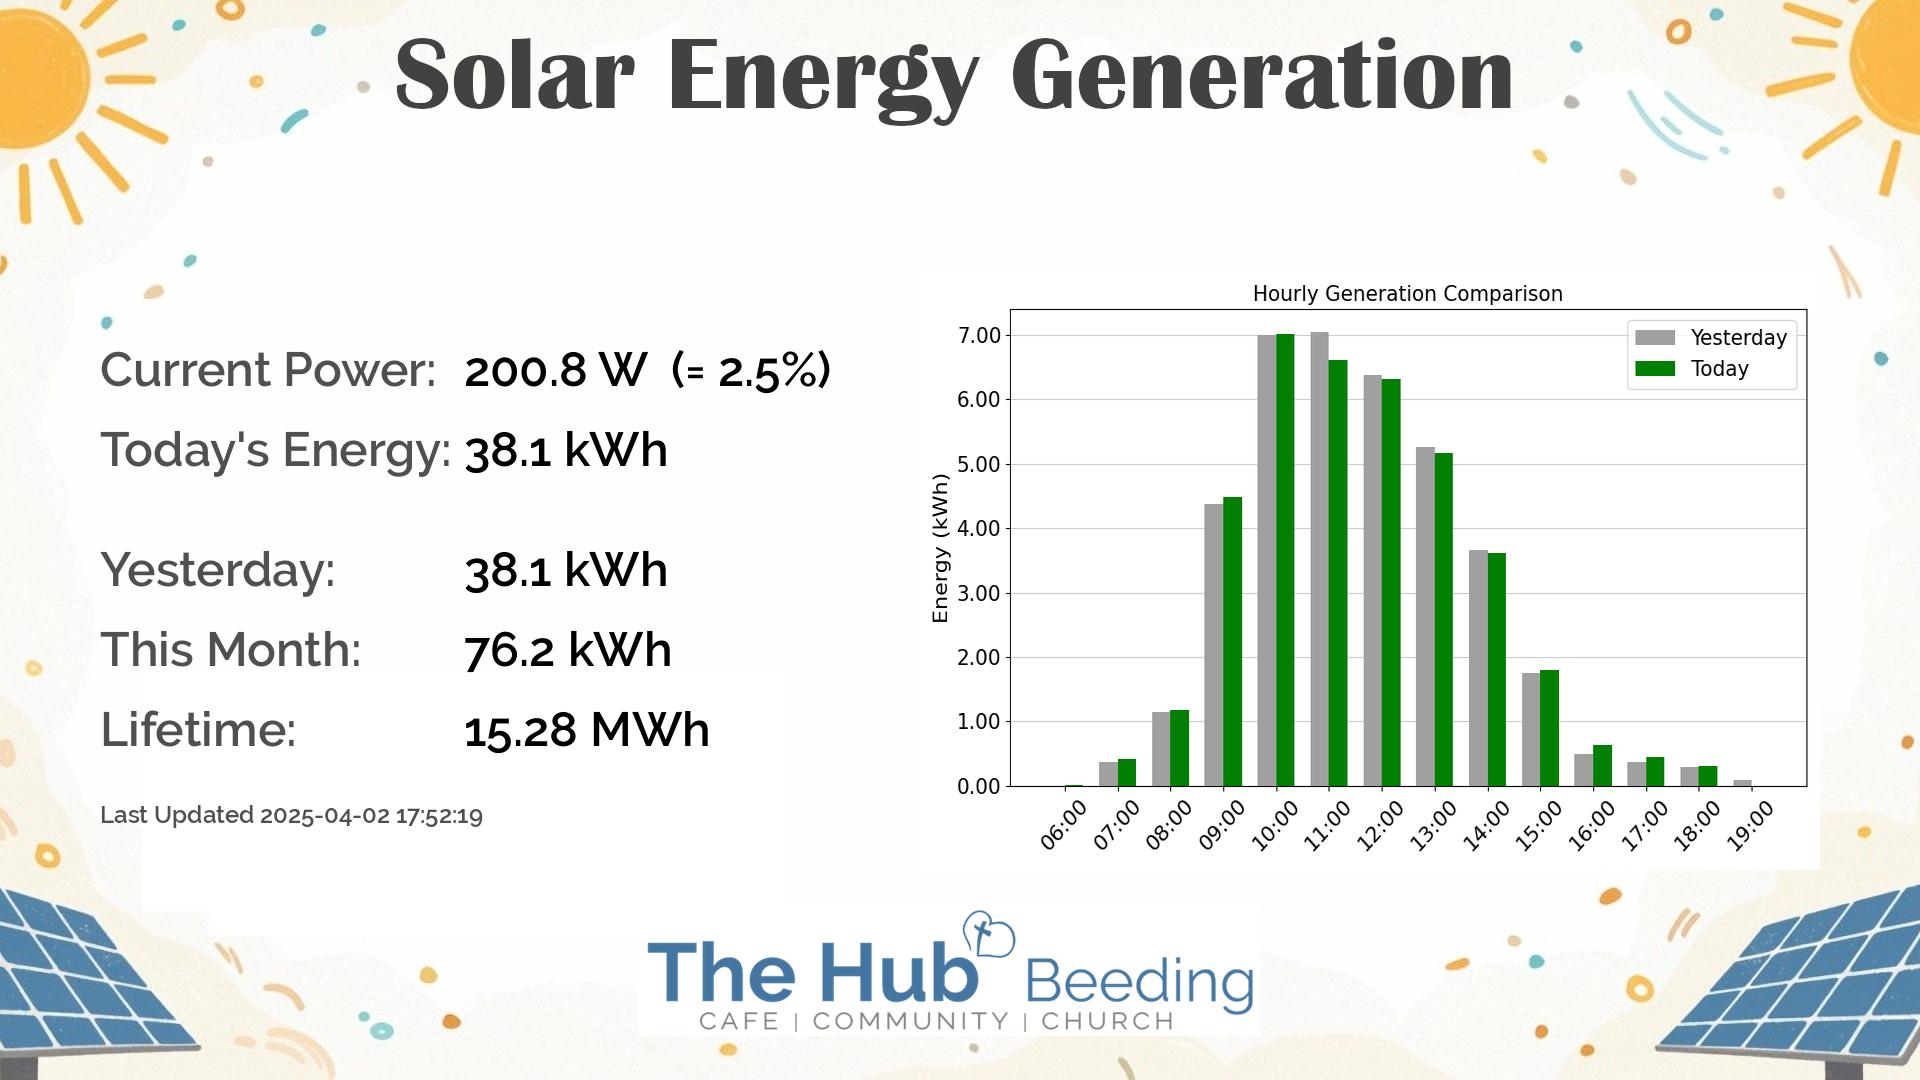 Solar Energy Generation
Current Power: 200.8 W (= 2.5%)
Today's Energy: 38.1 kWh
Yesterday: 38.1 kWh
This Month: 76.2 kWh
Lifetime: 15.28 MWh
Last Updated 2025-04-02 17:52:19
Hourly Generation Comparison
Yesterday
Today
Energy (kWh)
7.00
6.00
5.00
4.00
3.00
2.00
1.00
0.00
06:00 07:00 08:00 09:00 10:00 11:00 12:00 13:00 14:00 15:00 16:00 17:00 18:00 19:00
The Hub Beeding
CAFE | COMMUNITY | CHURCH